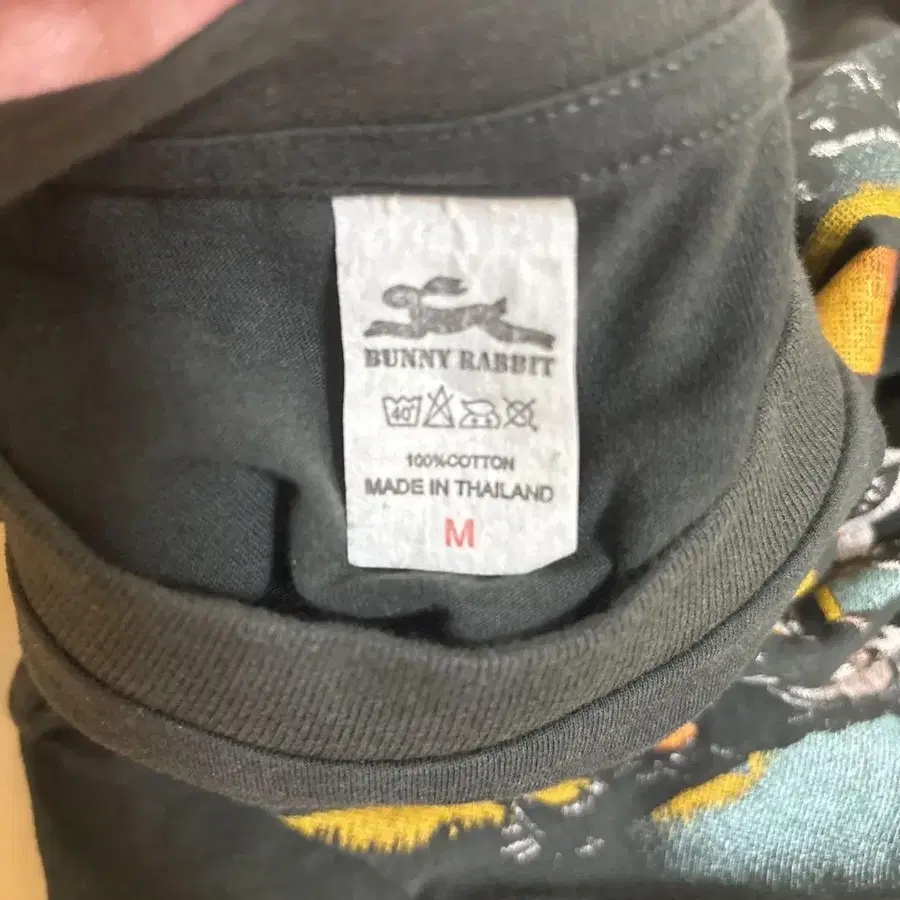 BUNNY RABBIT
40°
100%COTTON
MADE IN THAILAND
M